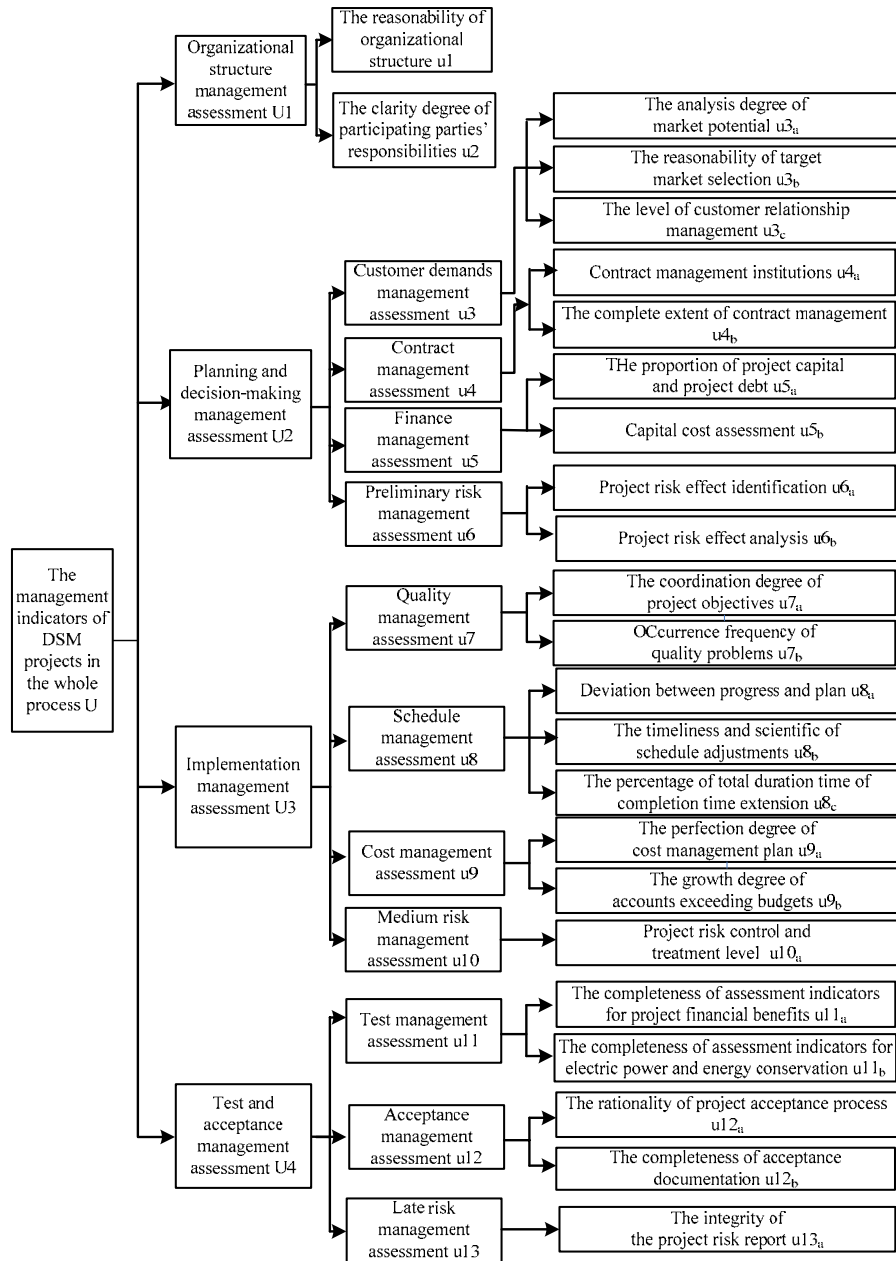 The
management
indicators of
DSM
projects in
the whole
process U
Organizational
structure
management
assessment U1
The reasonability of
organizational
structure u1
The clarity degree of
participating parties’
responsibilities u2
Planning and
decision-making
management
assessment U2
Customer demands
management
assessment u3
The analysis degree of
market potential u3a
The reasonability of target
market selection u3b
The level of customer relationship
management u3c
Contract
management
assessment u4
Contract management institutions u4a
The complete extent of contract management
u4b
Finance
management
assessment u5
THe proportion of project capital
and project debt u5a
Capital cost assessment u5b
Preliminary risk
management
assessment u6
Project risk effect identification u6a
Project risk effect analysis u6b
Implementation
management
assessment U3
Quality
management
assessment u7
The coordination degree of
project objectives u7a
OCcurrence frequency of
quality problems u7b
Schedule
management
assessment u8
Deviation between progress and plan u8a
The timeliness and scientific of
schedule adjustments u8b
The percentage of total duration time of
completion time extension u8c
Cost management
assessment u9
The perfection degree of
cost management plan u9a
The growth degree of
accounts exceeding budgets u9b
Medium risk
management
assessment u10
Project risk control and
treatment level u10a
Test and
acceptance
management
assessment U4
Test management
assessment u11
The completeness of assessment indicators
for project financial benefits u11a
The completeness of assessment indicators for
electric power and energy conservation u11b
Acceptance
management
assessment u12
The rationality of project acceptance process
u12a
The completeness of acceptance
documentation u12b
Late risk
management
assessment u13
The integrity of
the project risk report u13a